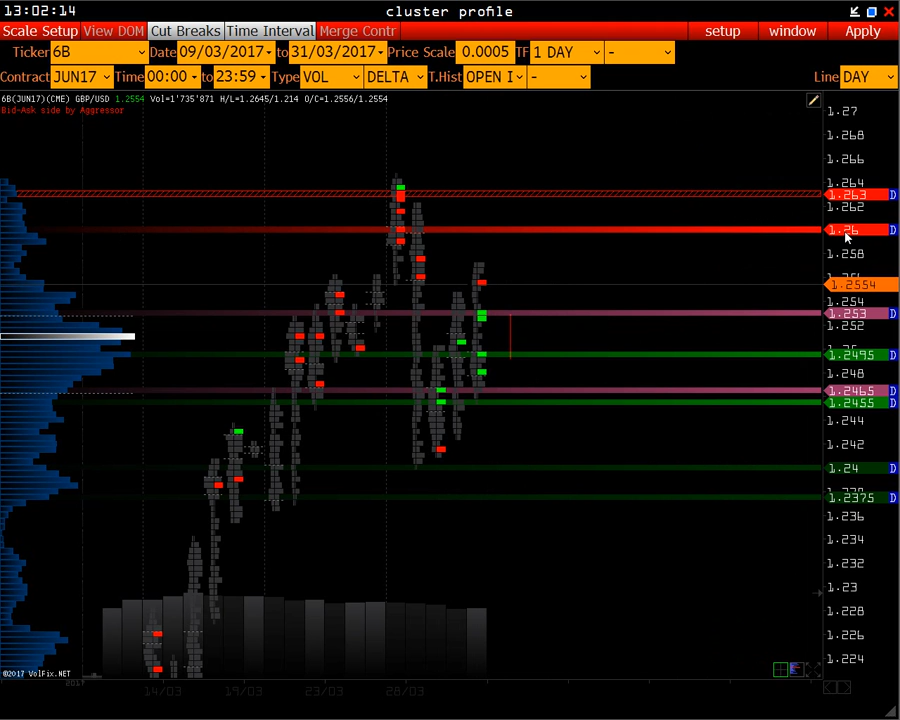 13:02:14 cluster profile
Scale Setup View DOM Cut Breaks Time Interval Merge Contr setup window Apply
Ticker 6B Date 09/03/2017 to 31/03/2017 Price Scale 0.0005 TF 1 DAY -
Contract JUN17 Time 00:00 to 23:59 Type VOL DELTA T.Hist OPEN I - Line DAY
6B(JUN17)(CME) GBP/USD 1.2554 Vol=1'735'871 H/L=1.2645/1.214 O/C=1.2556/1.2554
Bid-Ask side by Aggressor
1.27
1.268
1.266
1.264
1.263 D
1.262
1.26 D
1.258
1.2554
1.254
1.253 D
1.252
1.2495 D
1.248
1.2465 D
1.2455 D
1.244
1.242
1.24 D
1.2375 D
1.236
1.234
1.232
1.23
1.228
1.226
1.224
©2017 VolFix.NET
2017
14/03 19/03 23/03 28/03